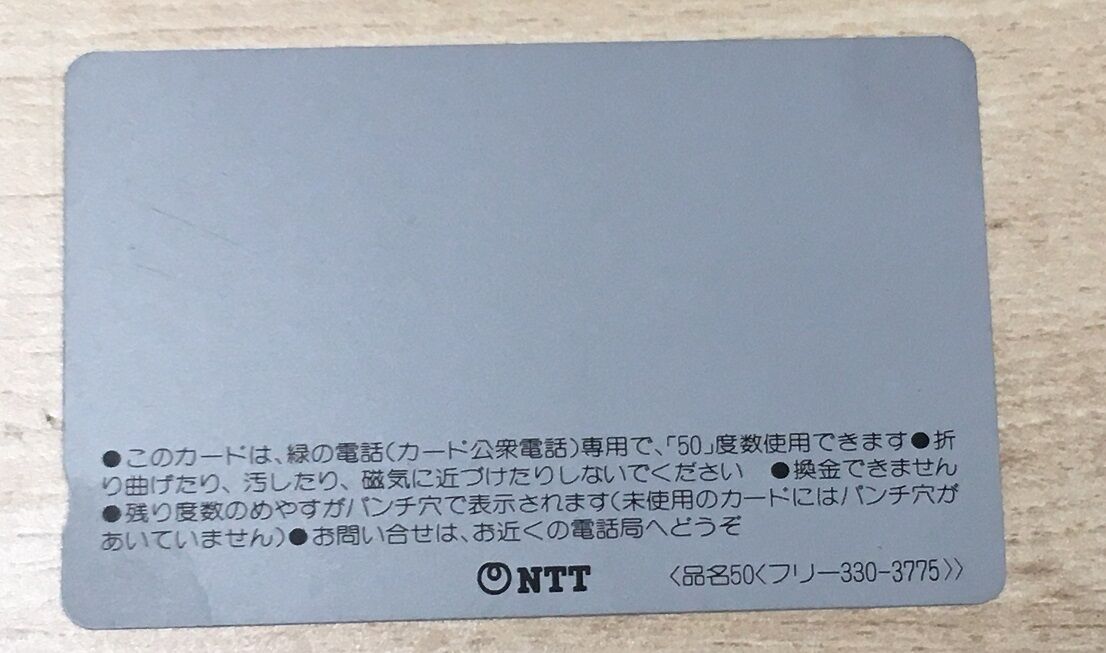 ●このカードは、緑の電話(カード公衆電話)専用で、「50」度数使用できます●折
り曲げたり、汚したり、磁気に近づけたりしないでください ●換金できません
●残り度数のめやすがパンチ穴で表示されます(未使用のカードにはパンチ穴が
あいていません)●お問い合せは、お近くの電話局へどうぞ
NTT 〈品名50〈フリー330-3775〉〉